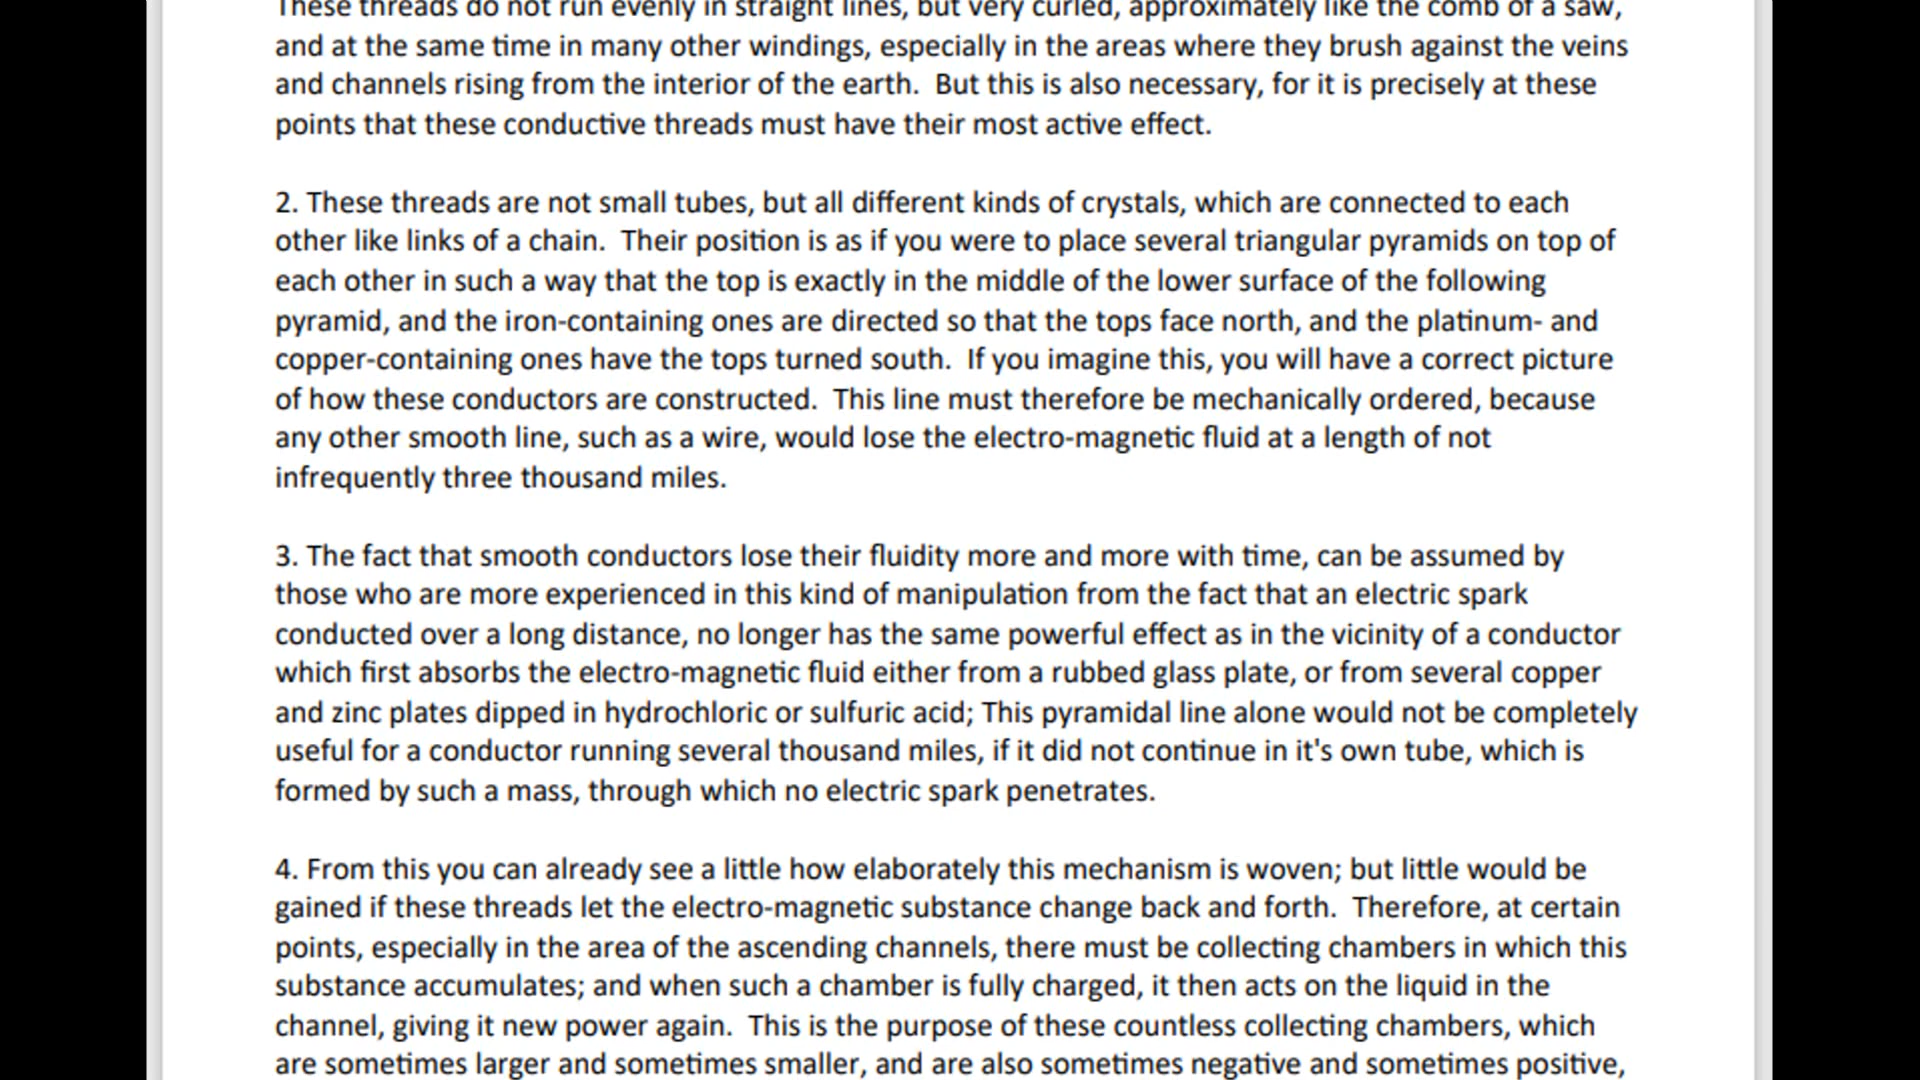 These threads do not run evenly in straight lines, but very curled, approximately like the comb of a saw,
and at the same time in many other windings, especially in the areas where they brush against the veins
and channels rising from the interior of the earth.  But this is also necessary, for it is precisely at these
points that these conductive threads must have their most active effect.
2. These threads are not small tubes, but all different kinds of crystals, which are connected to each
other like links of a chain.  Their position is as if you were to place several triangular pyramids on top of
each other in such a way that the top is exactly in the middle of the lower surface of the following
pyramid, and the iron-containing ones are directed so that the tops face north, and the platinum- and
copper-containing ones have the tops turned south.  If you imagine this, you will have a correct picture
of how these conductors are constructed.  This line must therefore be mechanically ordered, because
any other smooth line, such as a wire, would lose the electro-magnetic fluid at a length of not
infrequently three thousand miles.
3. The fact that smooth conductors lose their fluidity more and more with time, can be assumed by
those who are more experienced in this kind of manipulation from the fact that an electric spark
conducted over a long distance, no longer has the same powerful effect as in the vicinity of a conductor
which first absorbs the electro-magnetic fluid either from a rubbed glass plate, or from several copper
and zinc plates dipped in hydrochloric or sulfuric acid; This pyramidal line alone would not be completely
useful for a conductor running several thousand miles, if it did not continue in it's own tube, which is
formed by such a mass, through which no electric spark penetrates.
4. From this you can already see a little how elaborately this mechanism is woven; but little would be
gained if these threads let the electro-magnetic substance change back and forth.  Therefore, at certain
points, especially in the area of the ascending channels, there must be collecting chambers in which this
substance accumulates; and when such a chamber is fully charged, it then acts on the liquid in the
channel, giving it new power again.  This is the purpose of these countless collecting chambers, which
are sometimes larger and sometimes smaller, and are also sometimes negative and sometimes positive,